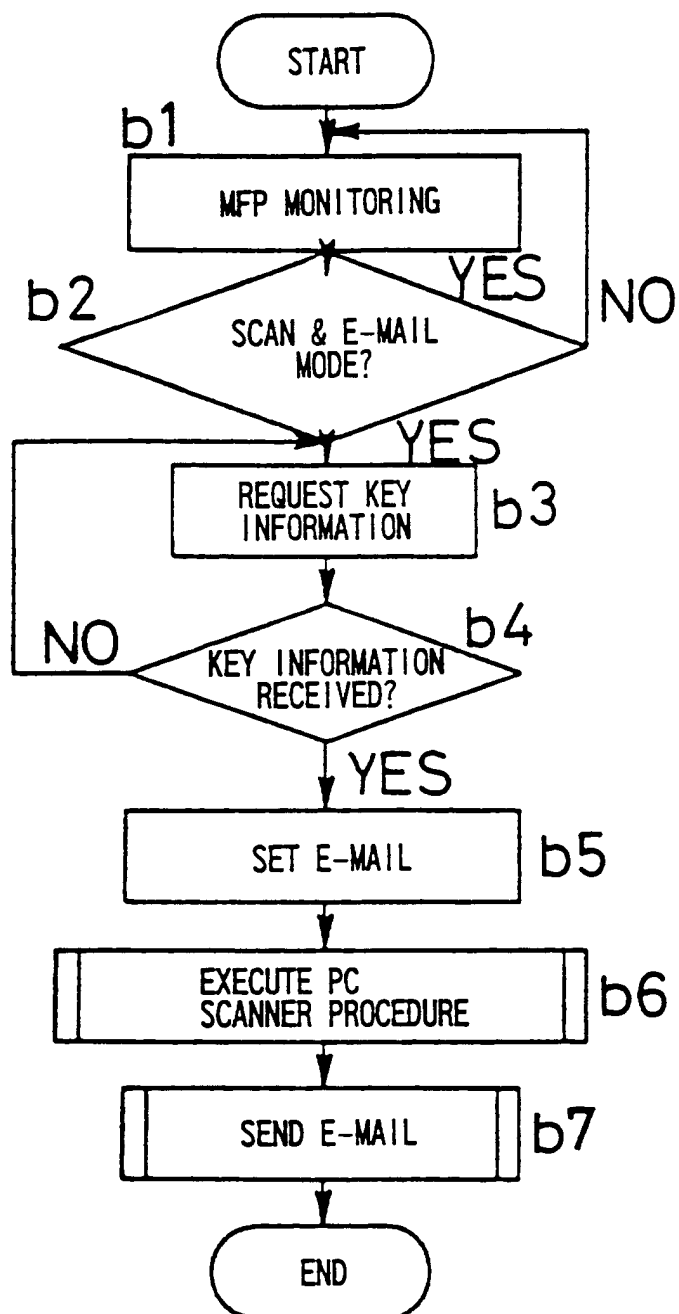 START
b1
MFP MONITORING
YES
b2
NO
SCAN & E-MAIL
MODE?
YES
REQUEST KEY
INFORMATION
b3
b4
NO
KEY INFORMATION
RECEIVED?
YES
SET E-MAIL
b5
EXECUTE PC
SCANNER PROCEDURE
b6
SEND E-MAIL
b7
END